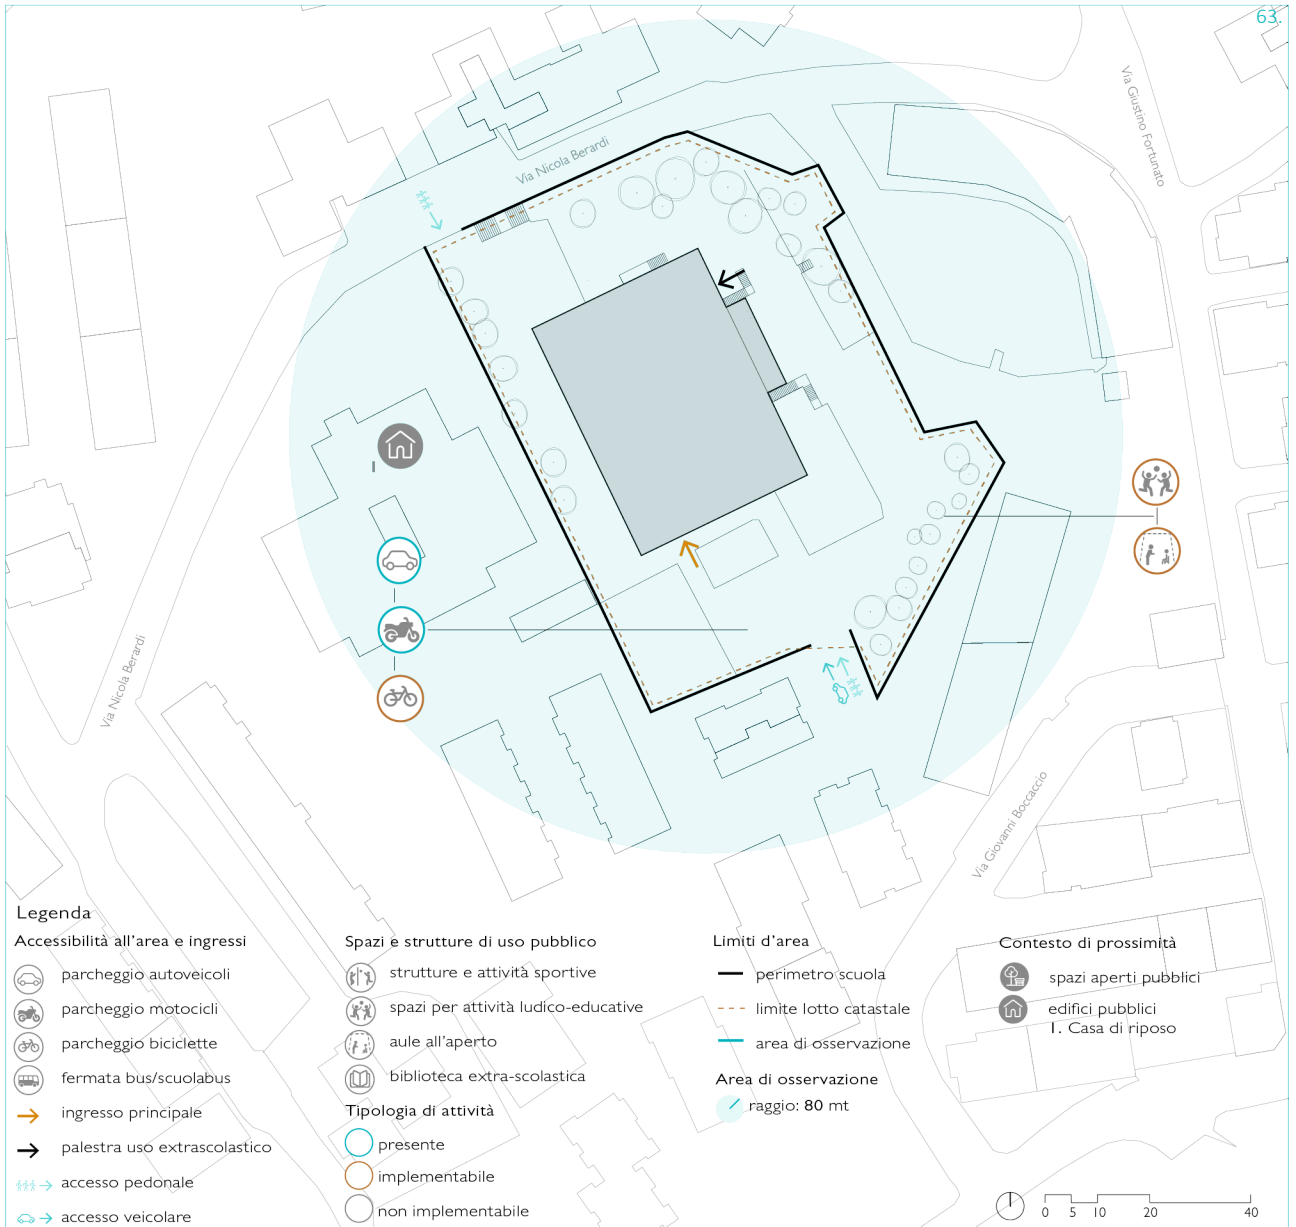 63.
Via Giustino Fortunato
Via Nicola Berardi
I
Via Nicola Berardi
Via Giovanni Boccaccio
Legenda
Accessibilità all'area e ingressi
parcheggio autoveicoli
parcheggio motocicli
parcheggio biciclette
fermata bus/scuolabus
ingresso principale
palestra uso extrascolastico
accesso pedonale
accesso veicolare
Spazi e strutture di uso pubblico
strutture e attività sportive
spazi per attività ludico-educative
aule all'aperto
biblioteca extra-scolastica
Tipologia di attività
presente
implementabile
non implementabile
Limiti d'area
perimetro scuola
limite lotto catastale
area di osservazione
Area di osservazione
raggio: 80 mt
Contesto di prossimità
spazi aperti pubblici
edifici pubblici
I. Casa di riposo
0 5 10 20 40